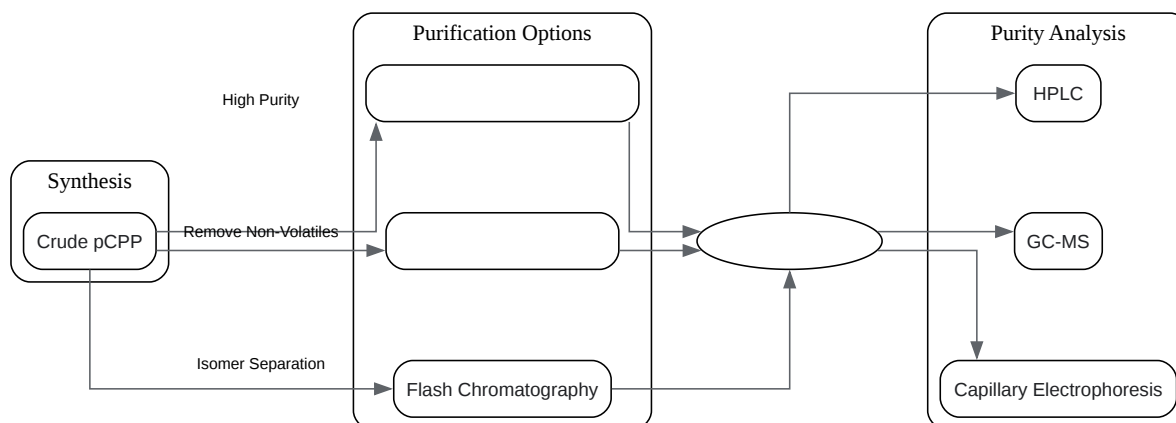 Purification Options
Purity Analysis
High Purity
HPLC
Synthesis
Crude pCPP
Remove Non-Volatiles
GC-MS
Isomer Separation
Flash Chromatography
Capillary Electrophoresis